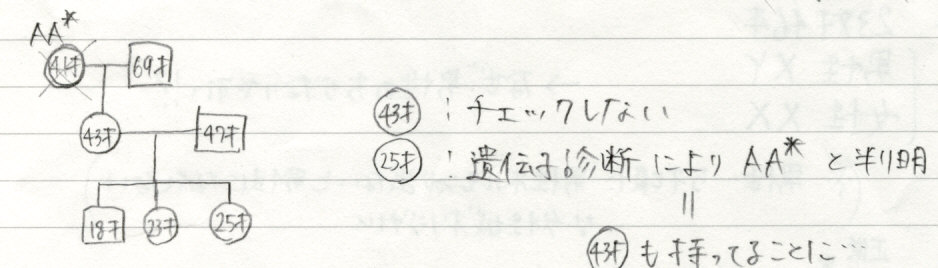 AA*
41才 69才
43才 47才
43才 : チェックしない
25才 : 遺伝子診断により AA* と判明
18才 23才 25才
43才 も持ってることに…